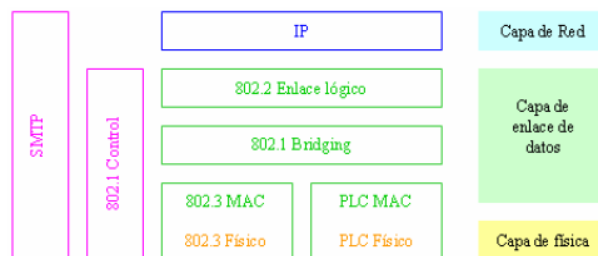 SMTP
802.1 Control
IP
802.2 Enlace lógico
802.1 Bridging
802.3 MAC
802.3 Físico
PLC MAC
PLC Físico
Capa de Red
Capa de
enlace de
datos
Capa de física